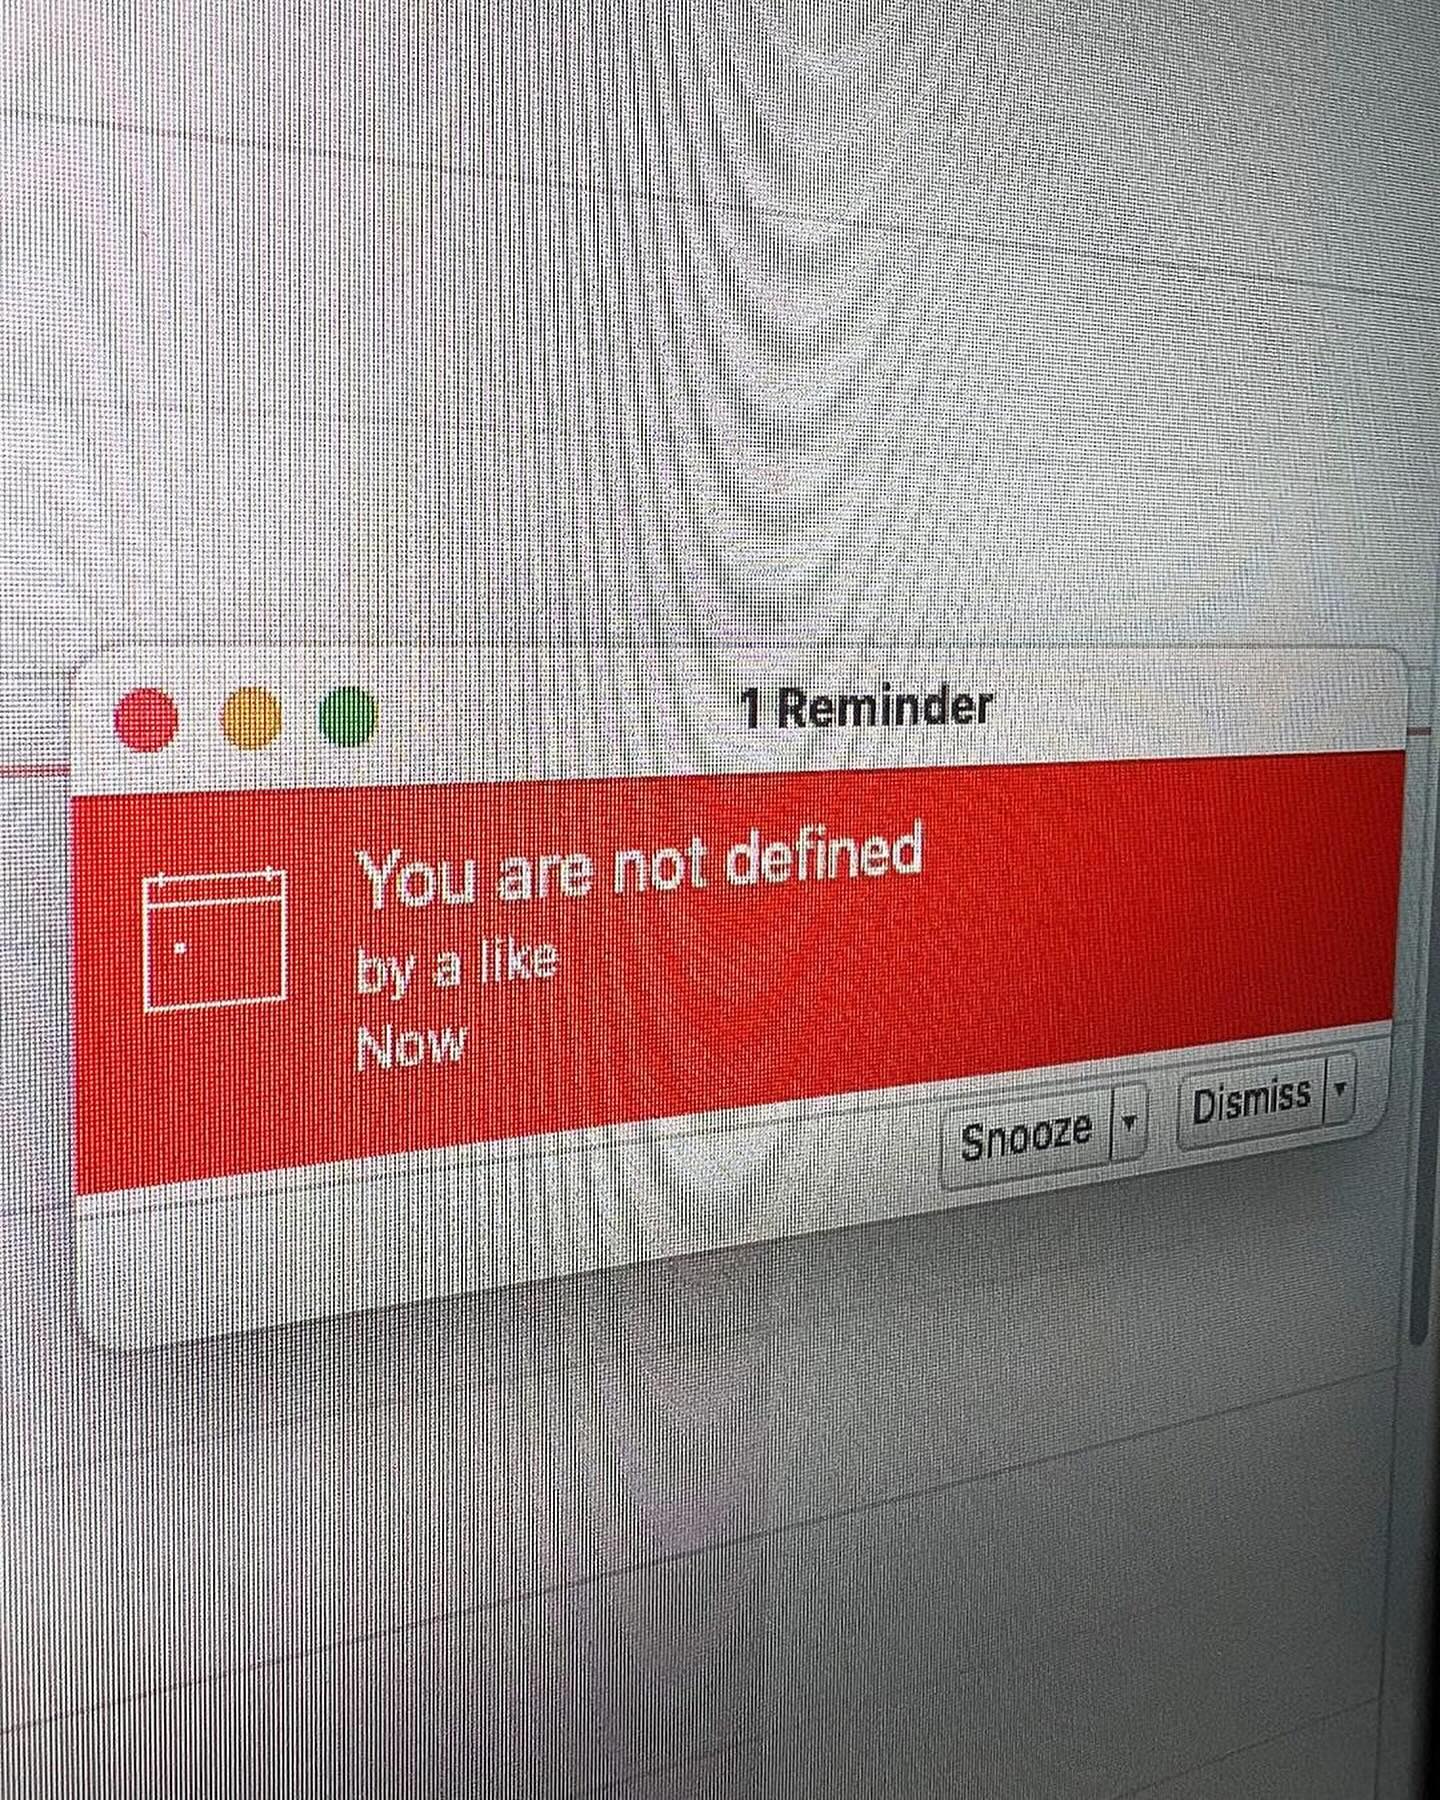 1 Reminder
You are not defined
by a like
Now
Snooze
Dismiss